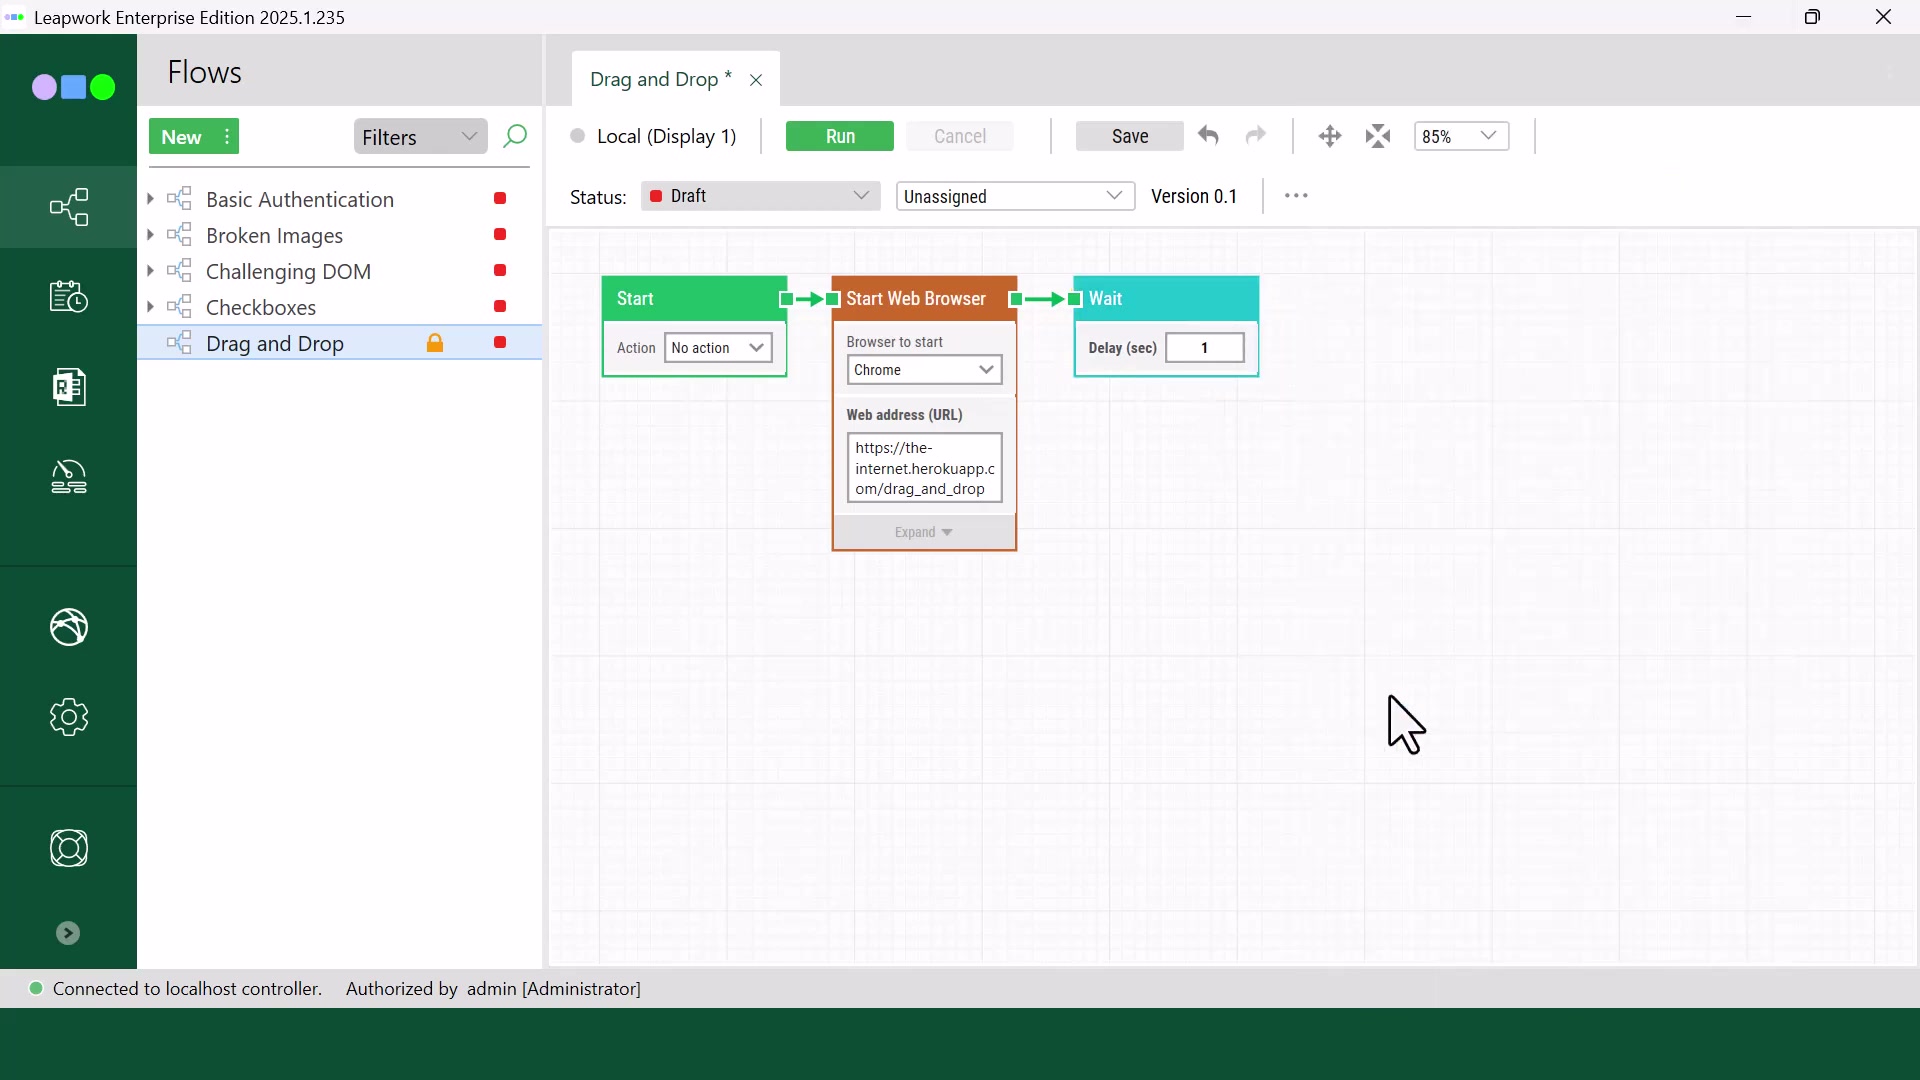 Leapwork Enterprise Edition 2025.1.235
Flows
Drag and Drop *
New
Filters
Local (Display 1)
Run
Cancel
Save
85%
Status:
Draft
Unassigned
Version 0.1
Basic Authentication
Broken Images
Challenging DOM
Checkboxes
Drag and Drop
Start
Action
No action
Start Web Browser
Browser to start
Chrome
Web address (URL)
https://the-
internet.herokuapp.c
om/drag_and_drop
Expand
Wait
Delay (sec)
1
Connected to localhost controller.
Authorized by admin [Administrator]